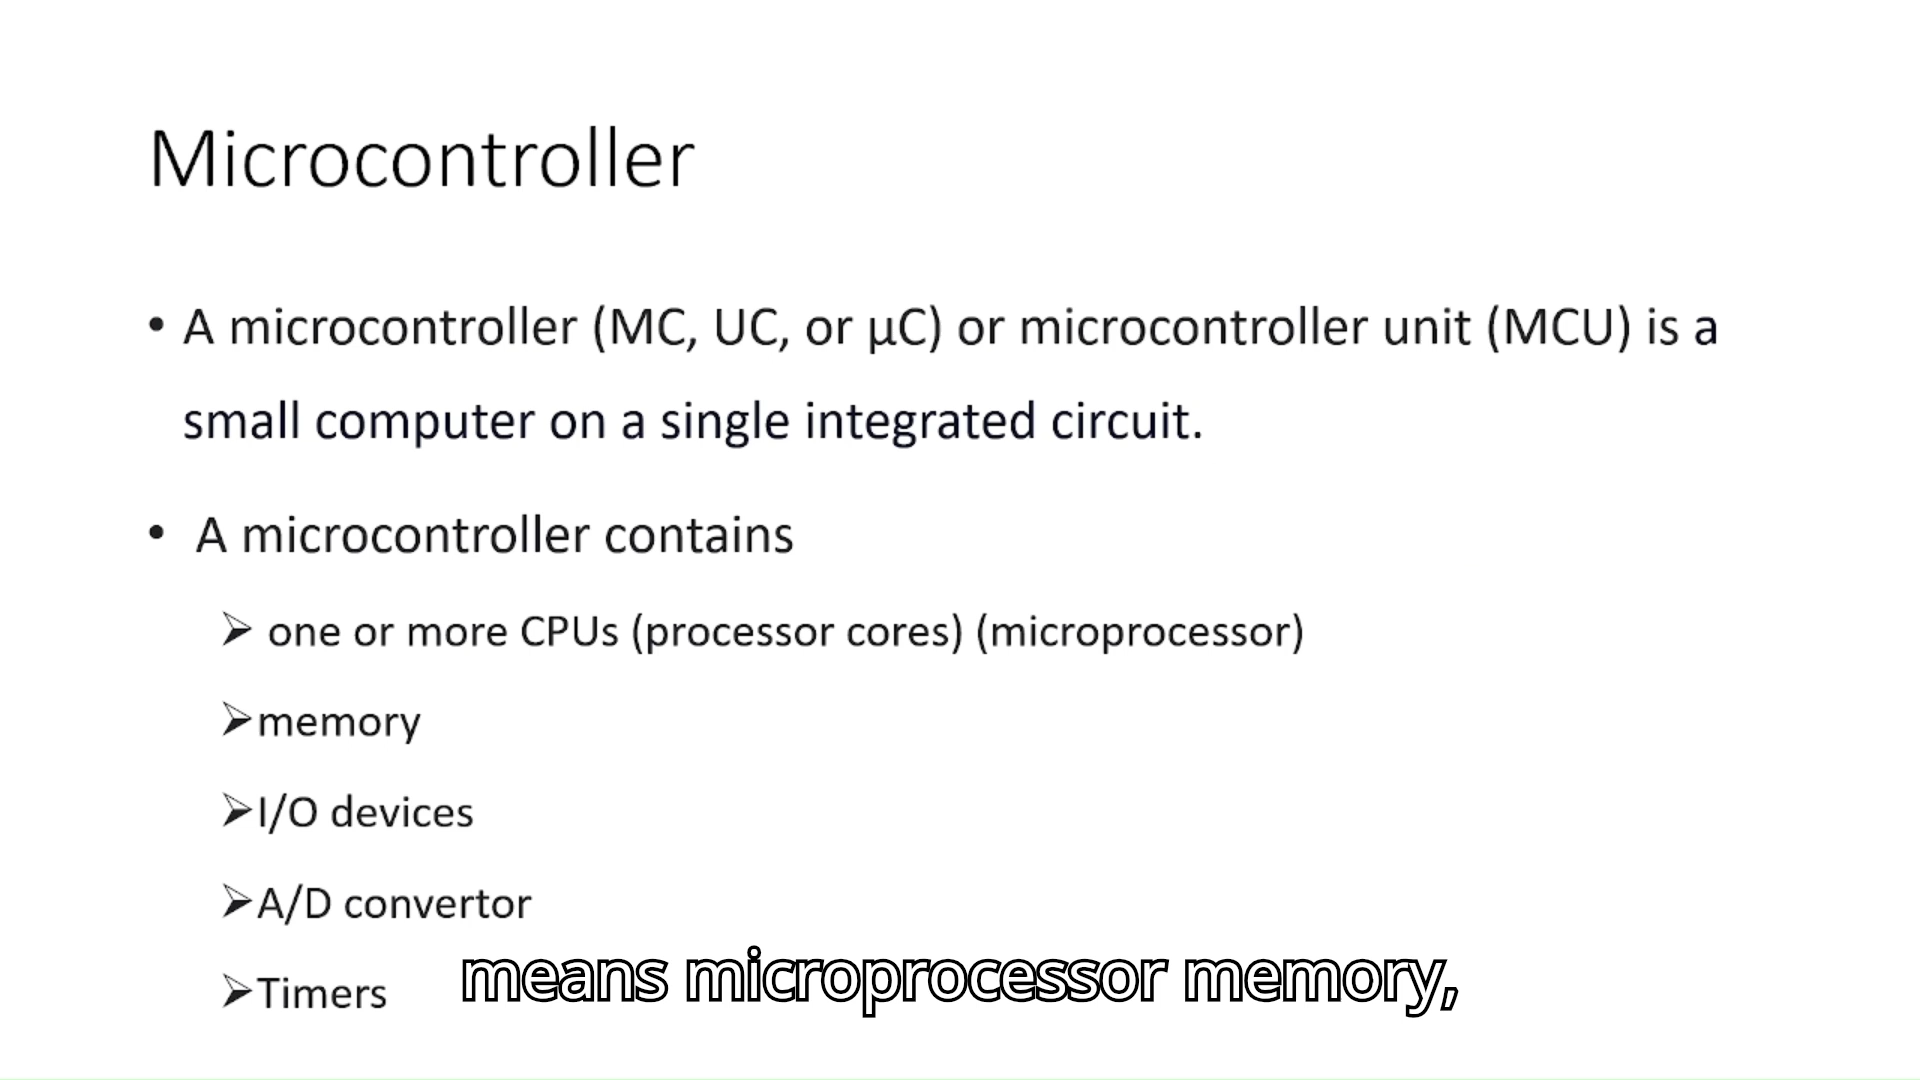 Microcontroller
• A microcontroller (MC, UC, or μC) or microcontroller unit (MCU) is a
small computer on a single integrated circuit.
• A microcontroller contains
➢ one or more CPUs (processor cores) (microprocessor)
➢memory
➢I/O devices
➢A/D convertor
➢Timers
means microprocessor memory,